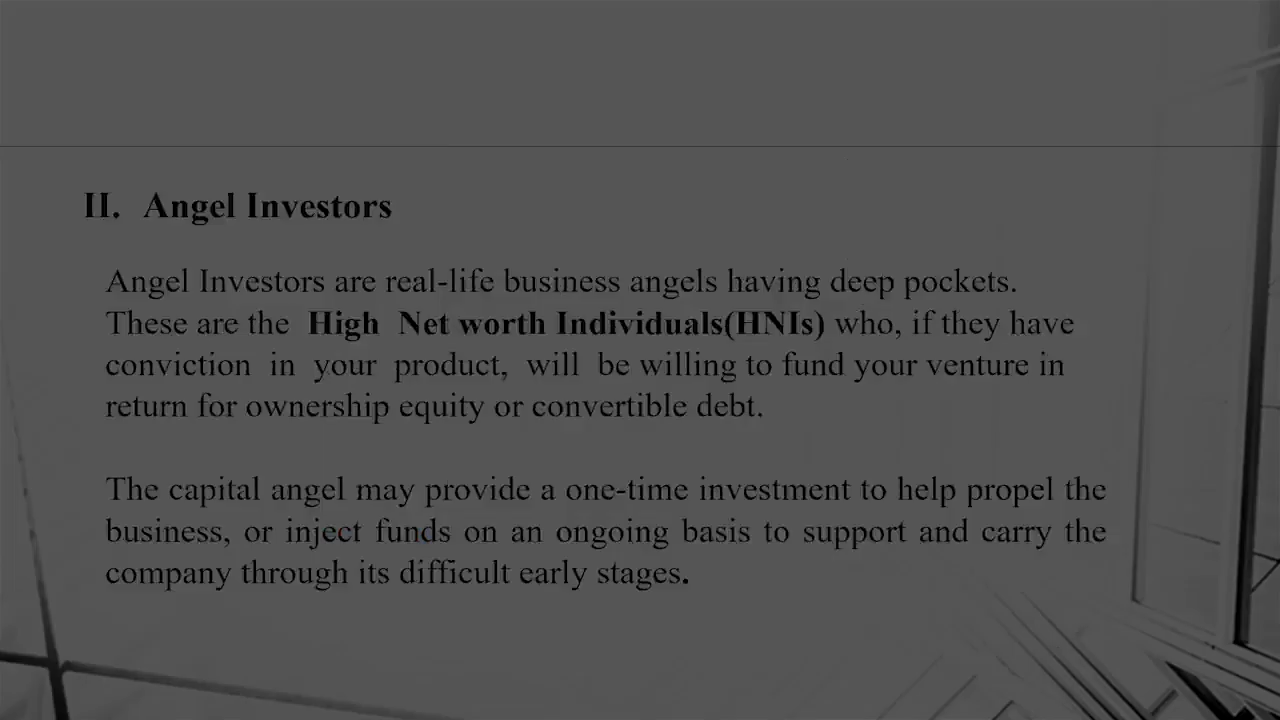 II. Angel Investors
Angel Investors are real-life business angels having deep pockets.
These are the High Net worth Individuals(HNIs) who, if they have
conviction in your product, will be willing to fund your venture in
return for ownership equity or convertible debt.
The capital angel may provide a one-time investment to help propel the
business, or inject funds on an ongoing basis to support and carry the
company through its difficult early stages.